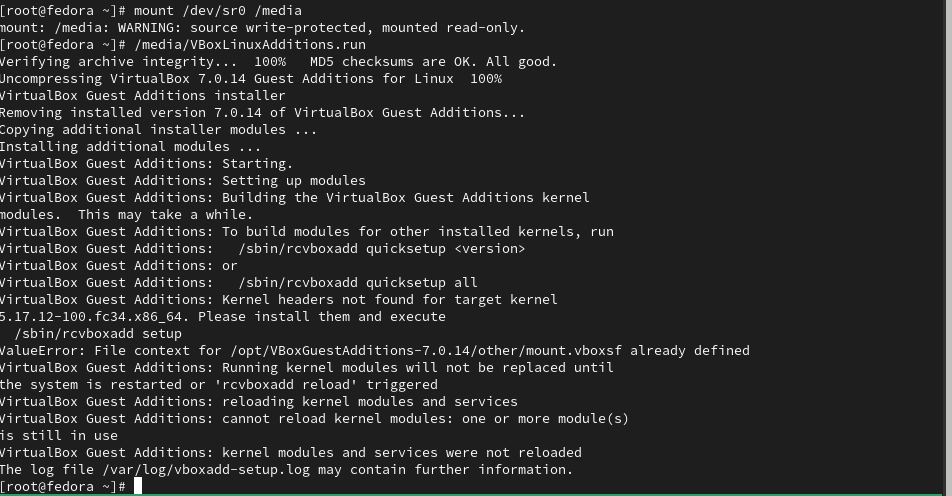 [root@fedora ~]# mount /dev/sr0 /media
mount: /media: WARNING: source write-protected, mounted read-only.
[root@fedora ~]# /media/VBoxLinuxAdditions.run
Verifying archive integrity...  100%   MD5 checksums are OK. All good.
Uncompressing VirtualBox 7.0.14 Guest Additions for Linux  100%
VirtualBox Guest Additions installer
Removing installed version 7.0.14 of VirtualBox Guest Additions...
Copying additional installer modules ...
Installing additional modules ...
VirtualBox Guest Additions: Starting.
VirtualBox Guest Additions: Setting up modules
VirtualBox Guest Additions: Building the VirtualBox Guest Additions kernel
modules.  This may take a while.
VirtualBox Guest Additions: To build modules for other installed kernels, run
VirtualBox Guest Additions:   /sbin/rcvboxadd quicksetup <version>
VirtualBox Guest Additions: or
VirtualBox Guest Additions:   /sbin/rcvboxadd quicksetup all
VirtualBox Guest Additions: Kernel headers not found for target kernel
5.17.12-100.fc34.x86_64. Please install them and execute
  /sbin/rcvboxadd setup
ValueError: File context for /opt/VBoxGuestAdditions-7.0.14/other/mount.vboxsf already defined
VirtualBox Guest Additions: Running kernel modules will not be replaced until
the system is restarted or 'rcvboxadd reload' triggered
VirtualBox Guest Additions: reloading kernel modules and services
VirtualBox Guest Additions: cannot reload kernel modules: one or more module(s)
is still in use
VirtualBox Guest Additions: kernel modules and services were not reloaded
The log file /var/log/vboxadd-setup.log may contain further information.
[root@fedora ~]#